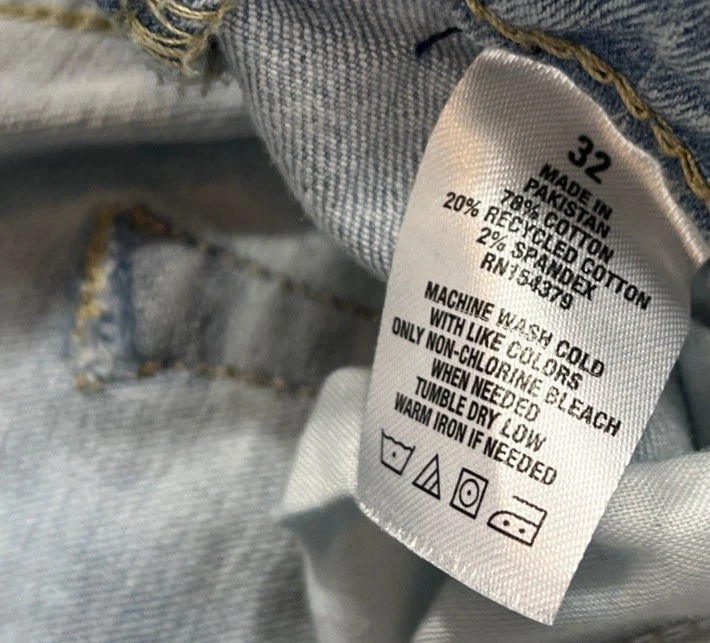 32
MADE IN
PAKISTAN
78% COTTON
20% RECYCLED COTTON
2% SPANDEX
RN154379
MACHINE WASH COLD
WITH LIKE COLORS
ONLY NON-CHLORINE BLEACH
WHEN NEEDED
TUMBLE DRY LOW
WARM IRON IF NEEDED